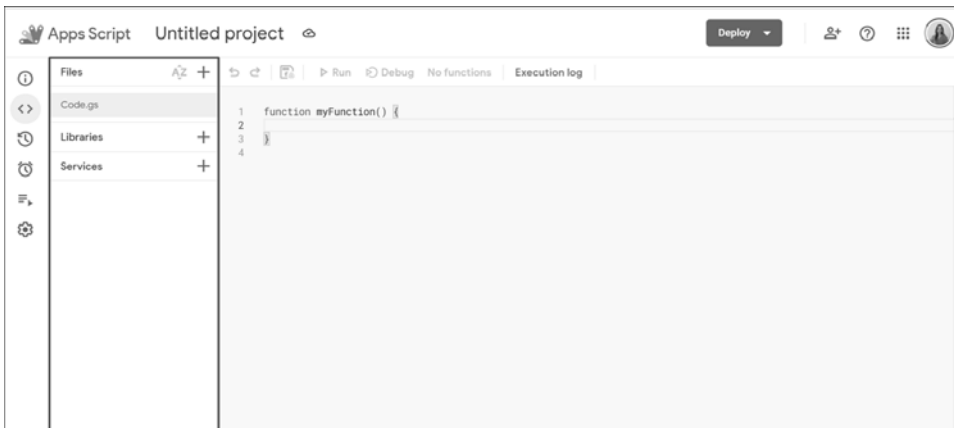 Apps Script Untitled project Deploy
Files AZ Run Debug No functions Execution log
Code.gs
Libraries
Services
1 function myFunction() {
2
3 }
4